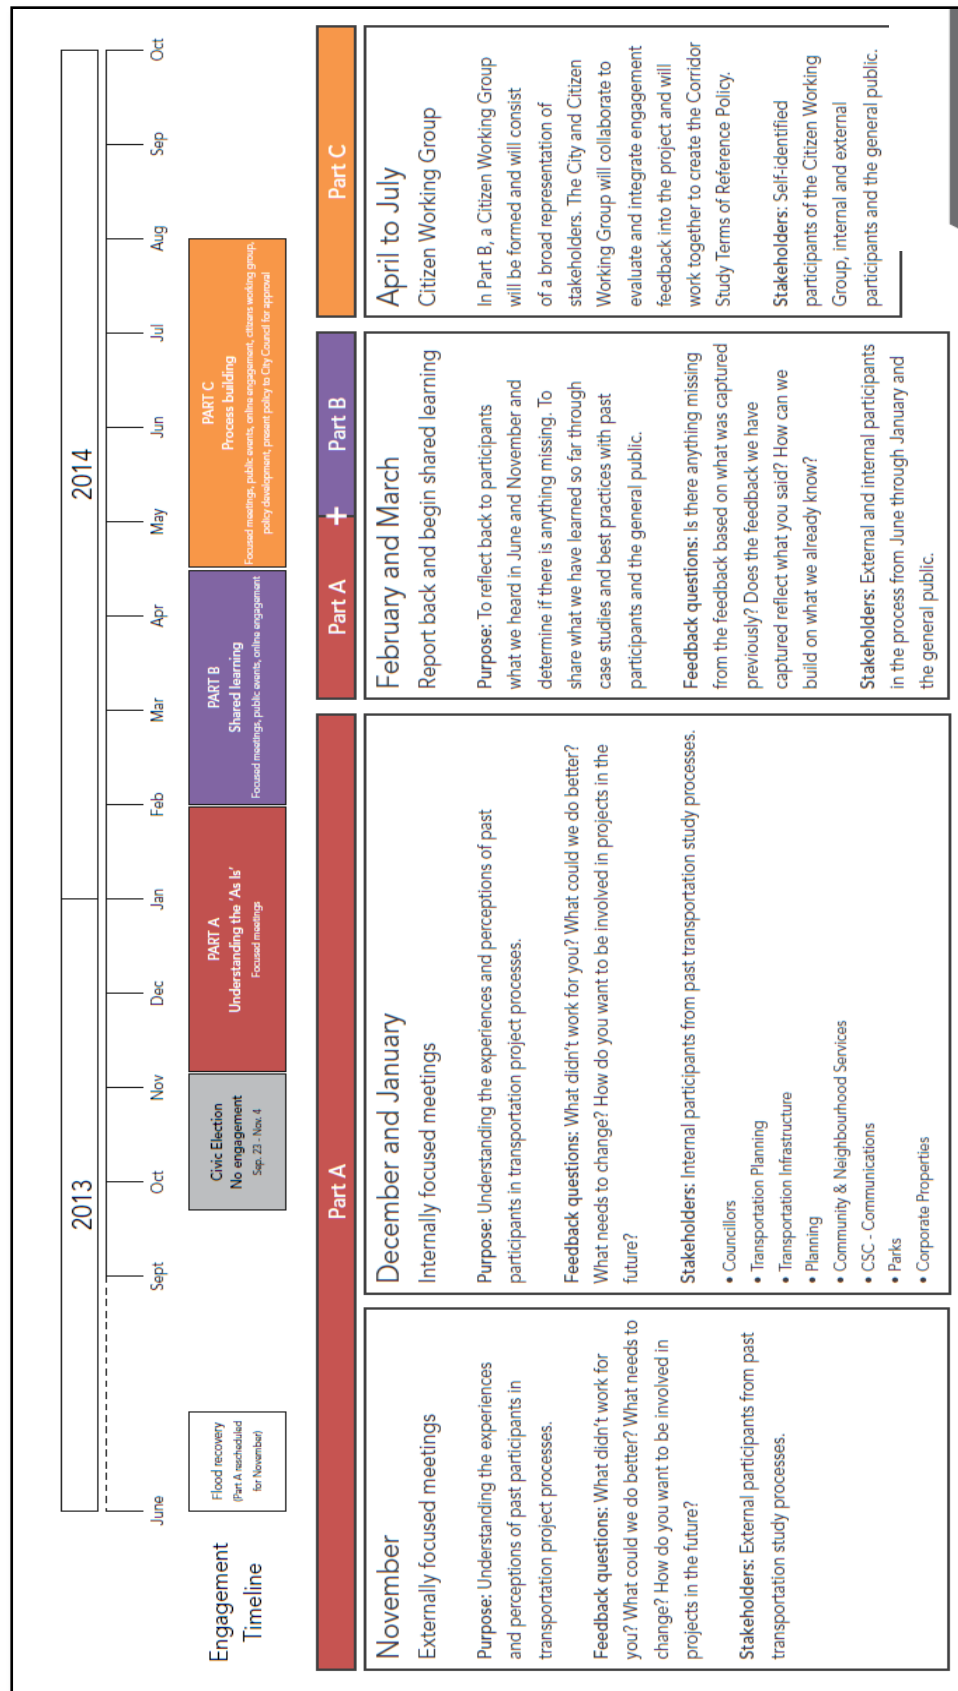 Engagement
Timeline
2013
2014
June
Sept
Oct
Nov
Dec
Jan
Feb
Mar
Apr
May
Jun
Jul
Aug
Sep
Oct
Flood recovery
(Part A rescheduled
for November)
Civic Election
No engagement
Sep. 23 - Nov. 4
PART A
Understanding the 'As Is'
Focused meetings
PART B
Shared learning
Focused meetings, public events, online engagement
PART C
Process building
Focused meetings, public events, online engagement, citizens working group,
policy development, present policy to City Council for approval
Part A
Part A + Part B
Part C
November
Externally focused meetings
Purpose: Understanding the experiences
and perceptions of past participants in
transportation project processes.
Feedback questions: What didn't work for
you? What could we do better? What needs to
change? How do you want to be involved in
projects in the future?
Stakeholders: External participants from past
transportation study processes.
December and January
Internally focused meetings
Purpose: Understanding the experiences and perceptions of past
participants in transportation project processes.
Feedback questions: What didn't work for you? What could we do better?
What needs to change? How do you want to be involved in projects in the
future?
Stakeholders: Internal participants from past transportation study processes.
• Councillors
• Transportation Planning
• Transportation Infrastructure
• Planning
• Community & Neighbourhood Services
• CSC - Communications
• Parks
• Corporate Properties
February and March
Report back and begin shared learning
Purpose: To reflect back to participants
what we heard in June and November and
determine if there is anything missing. To
share what we have learned so far through
case studies and best practices with past
participants and the general public.
Feedback questions: Is there anything missing
from the feedback based on what was captured
previously? Does the feedback we have
captured reflect what you said? How can we
build on what we already know?
Stakeholders: External and internal participants
in the process from June through January and
the general public.
April to July
Citizen Working Group
In Part B, a Citizen Working Group
will be formed and will consist
of a broad representation of
stakeholders. The City and Citizen
Working Group will collaborate to
evaluate and integrate engagement
feedback into the project and will
work together to create the Corridor
Study Terms of Reference Policy.
Stakeholders: Self-identified
participants of the Citizen Working
Group, internal and external
participants and the general public.